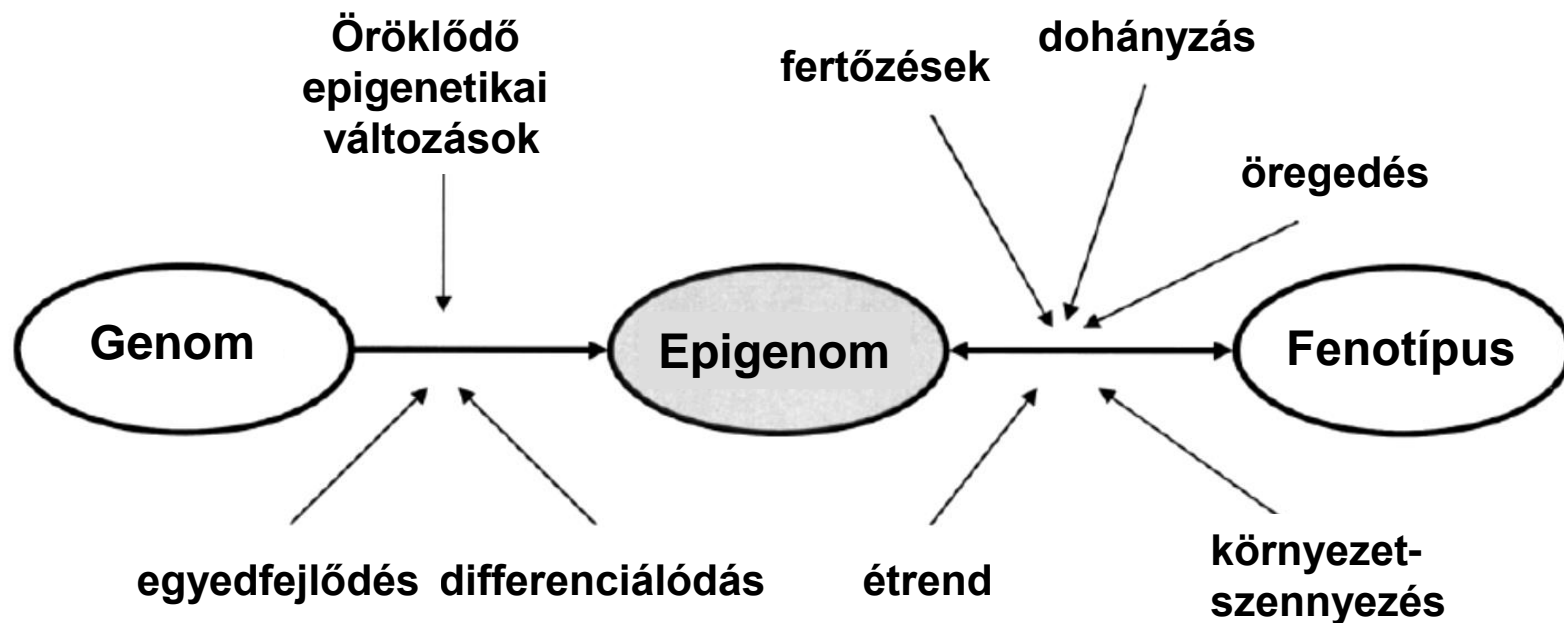 Öröklődő
epigenetikai
változások
fertőzések
dohányzás
öregedés
Genom
Epigenom
Fenotípus
egyedfejlődés
differenciálódás
étrend
környezet-
szennyezés